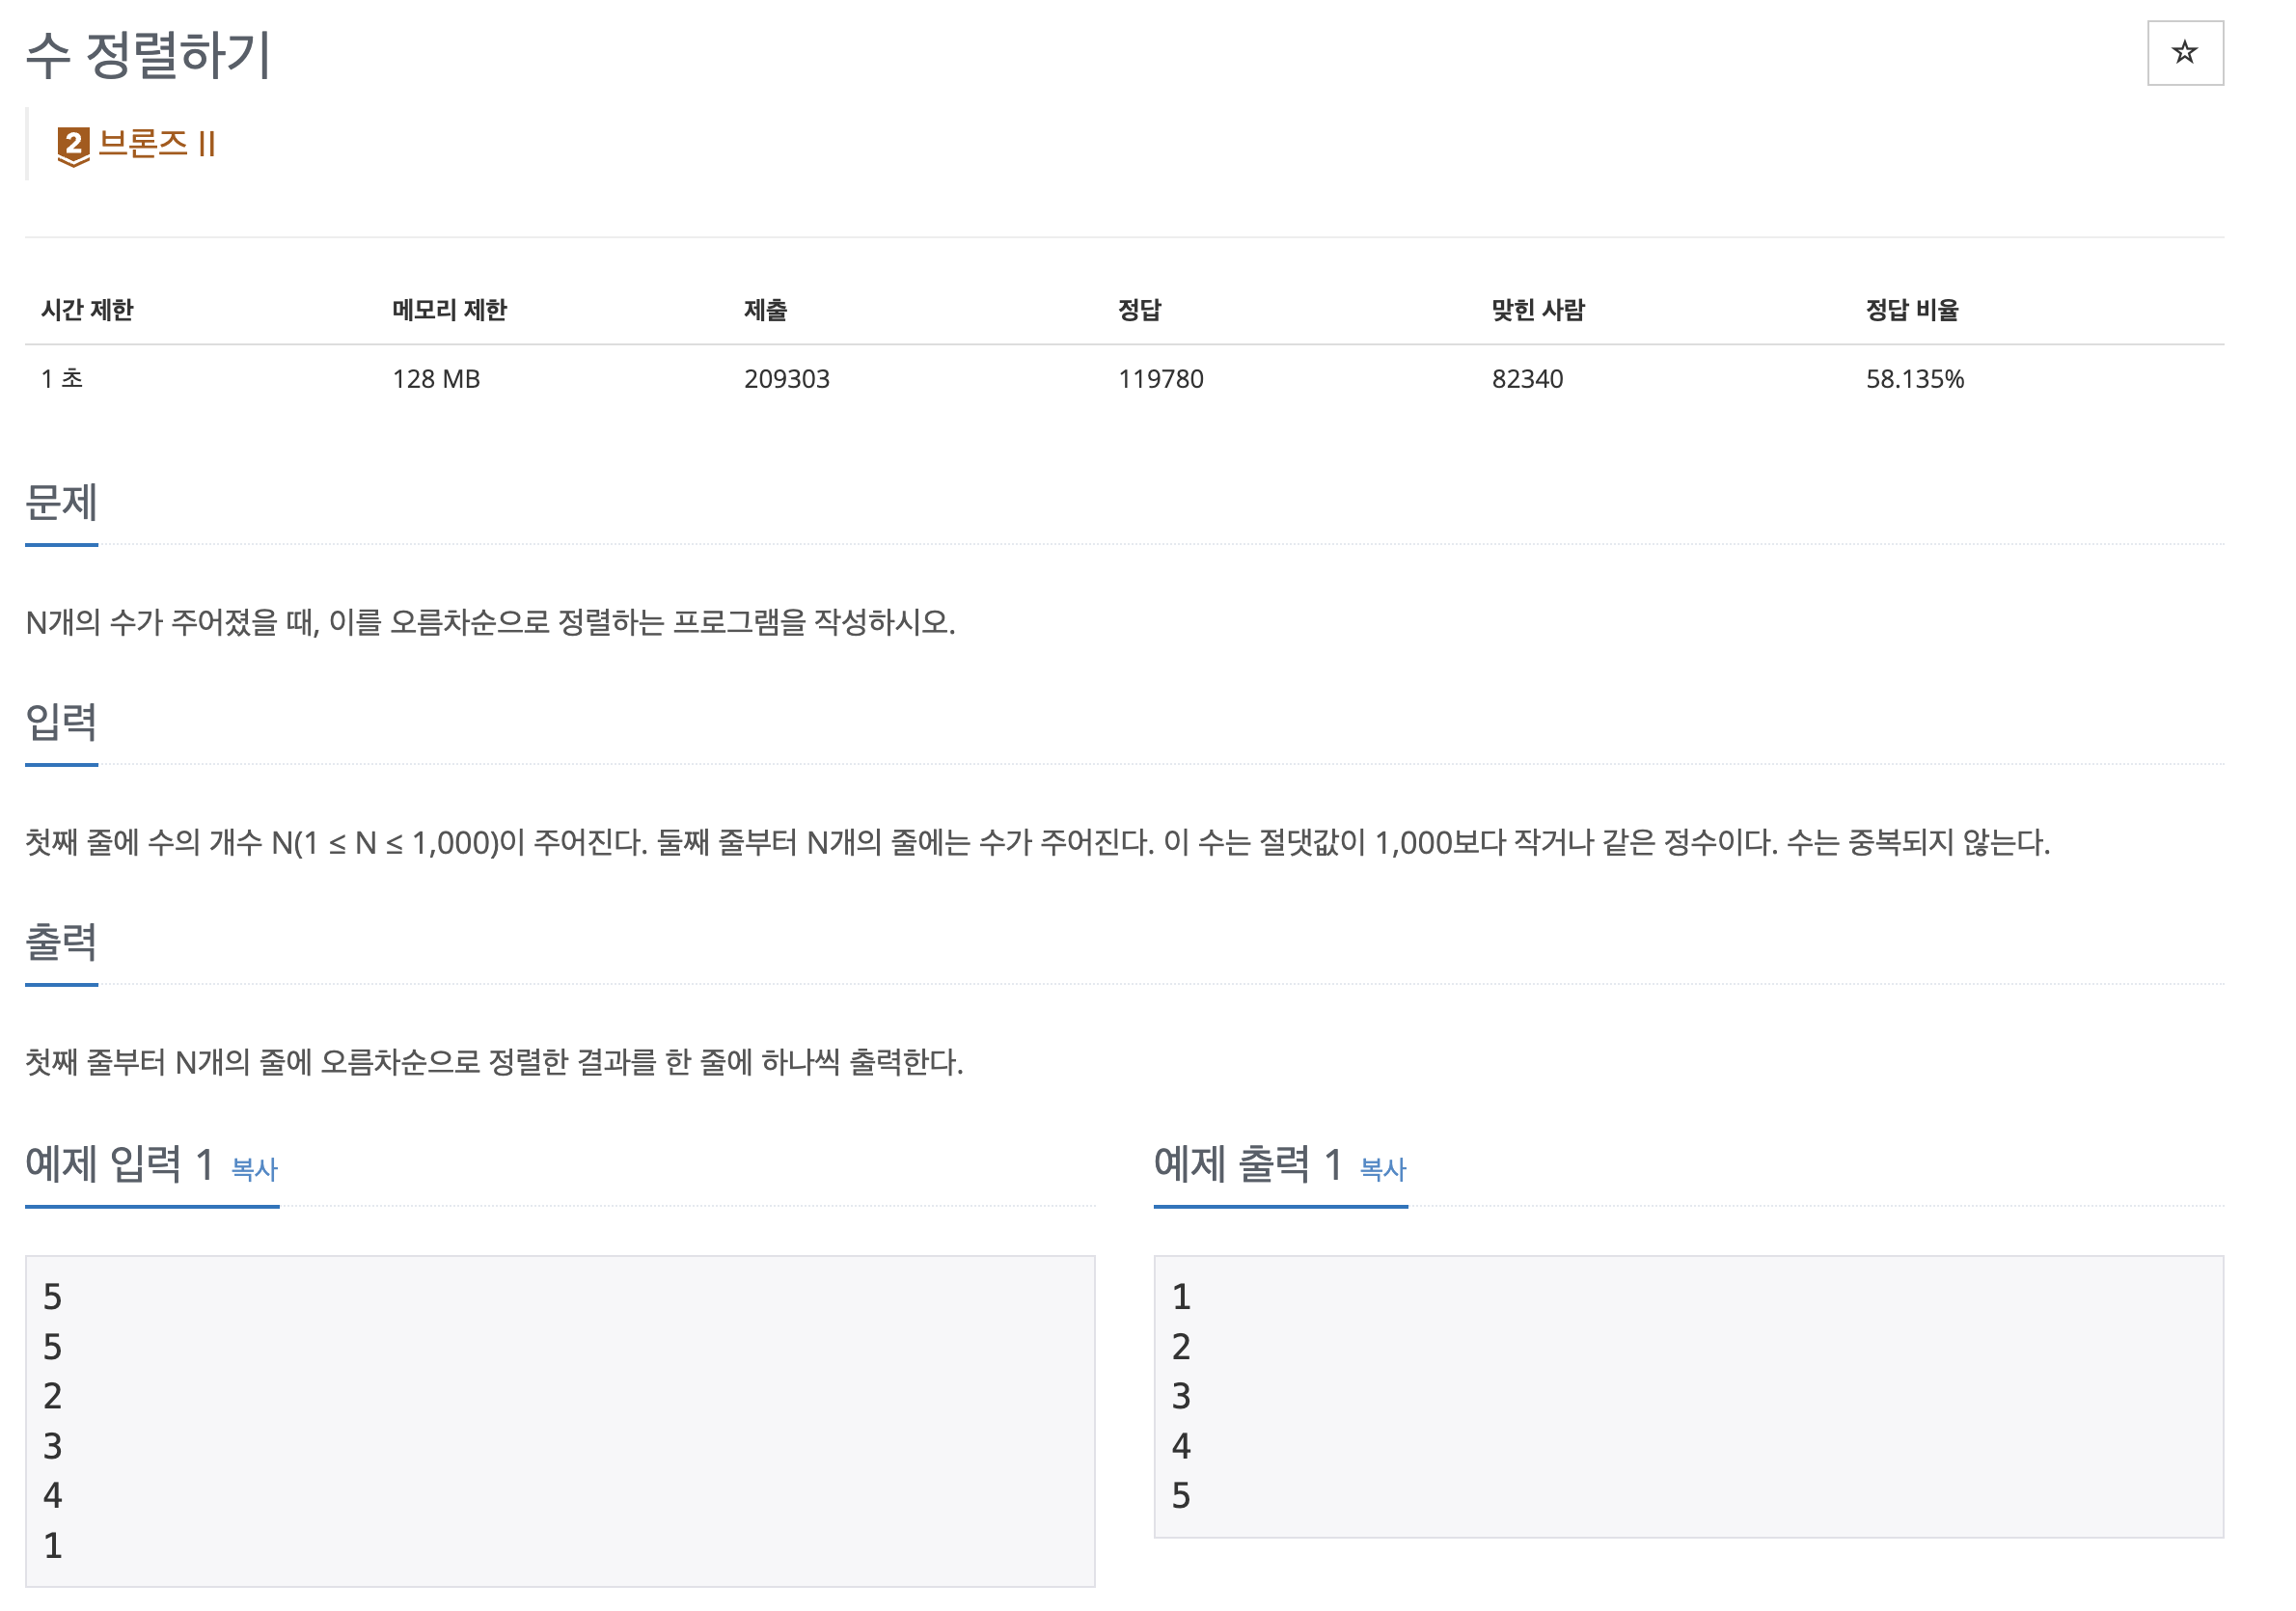 수 정렬하기
☆
2 브론즈 II
시간 제한 메모리 제한 제출 정답 맞힌 사람 정답 비율
1 초 128 MB 209303 119780 82340 58.135%
문제
N개의 수가 주어졌을 때, 이를 오름차순으로 정렬하는 프로그램을 작성하시오.
입력
첫째 줄에 수의 개수 N(1 ≤ N ≤ 1,000)이 주어진다. 둘째 줄부터 N개의 줄에는 수가 주어진다. 이 수는 절댓값이 1,000보다 작거나 같은 정수이다. 수는 중복되지 않는다.
출력
첫째 줄부터 N개의 줄에 오름차순으로 정렬한 결과를 한 줄에 하나씩 출력한다.
예제 입력 1 복사
5
5
2
3
4
1
예제 출력 1 복사
1
2
3
4
5